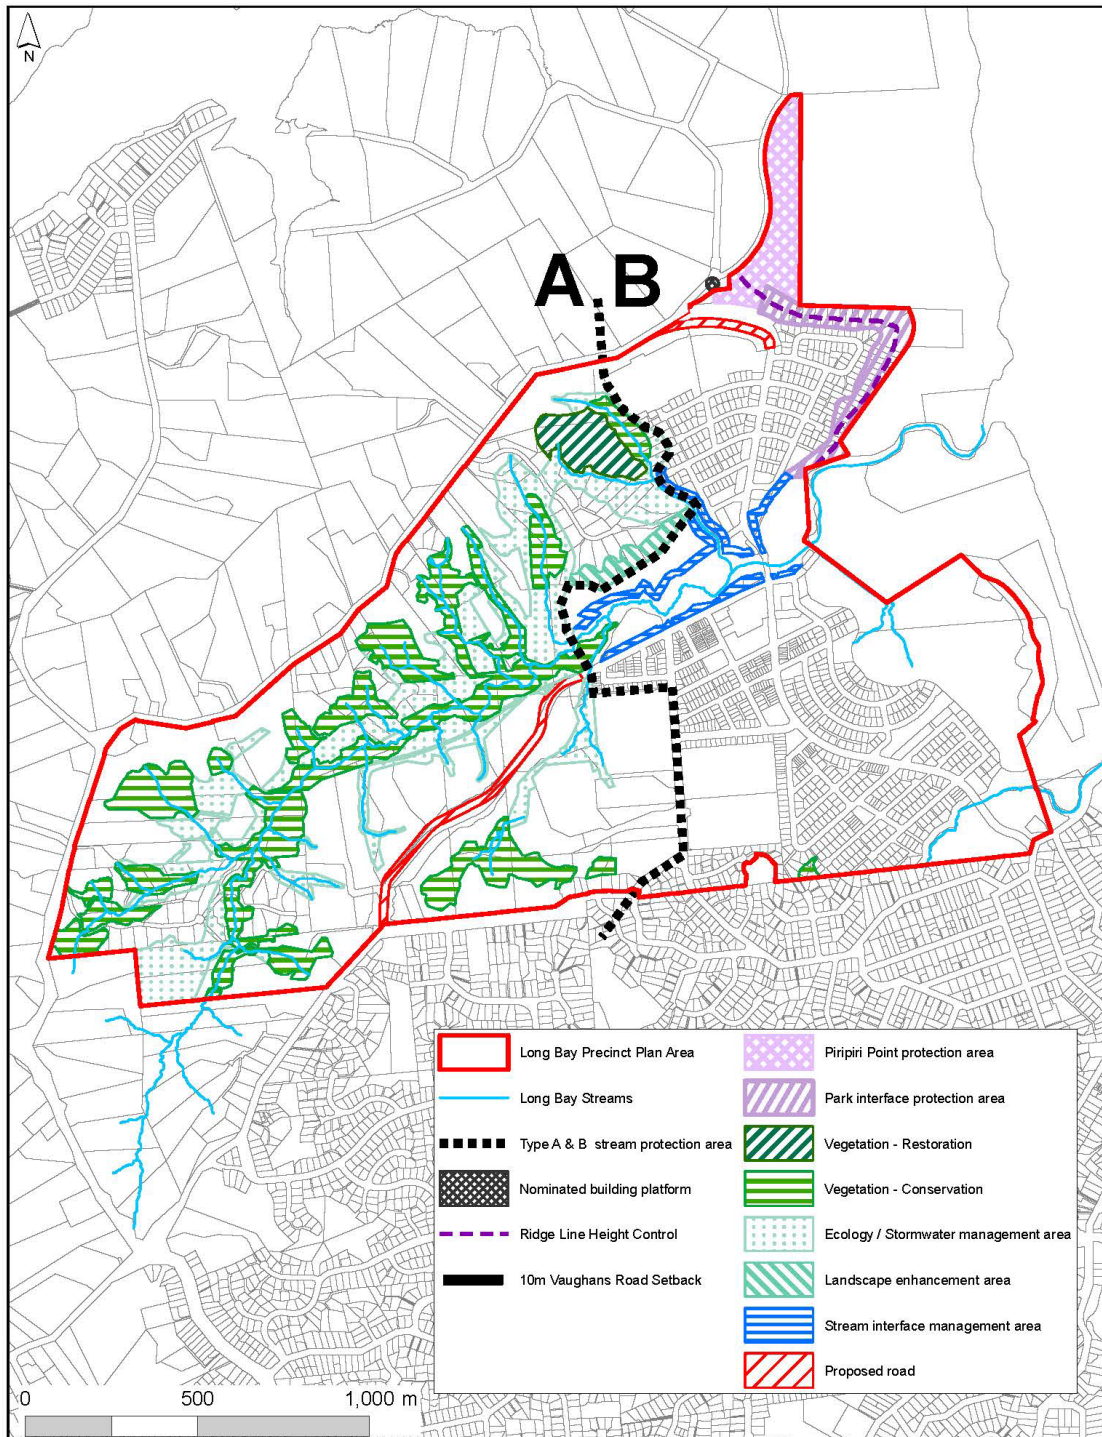 N
A B
Long Bay Precinct Plan Area
Long Bay Streams
Type A & B stream protection area
Nominated building platform
Ridge Line Height Control
10m Vaughans Road Setback
Piripiri Point protection area
Park interface protection area
Vegetation - Restoration
Vegetation - Conservation
Ecology / Stormwater management area
Landscape enhancement area
Stream interface management area
Proposed road
0 500 1,000 m